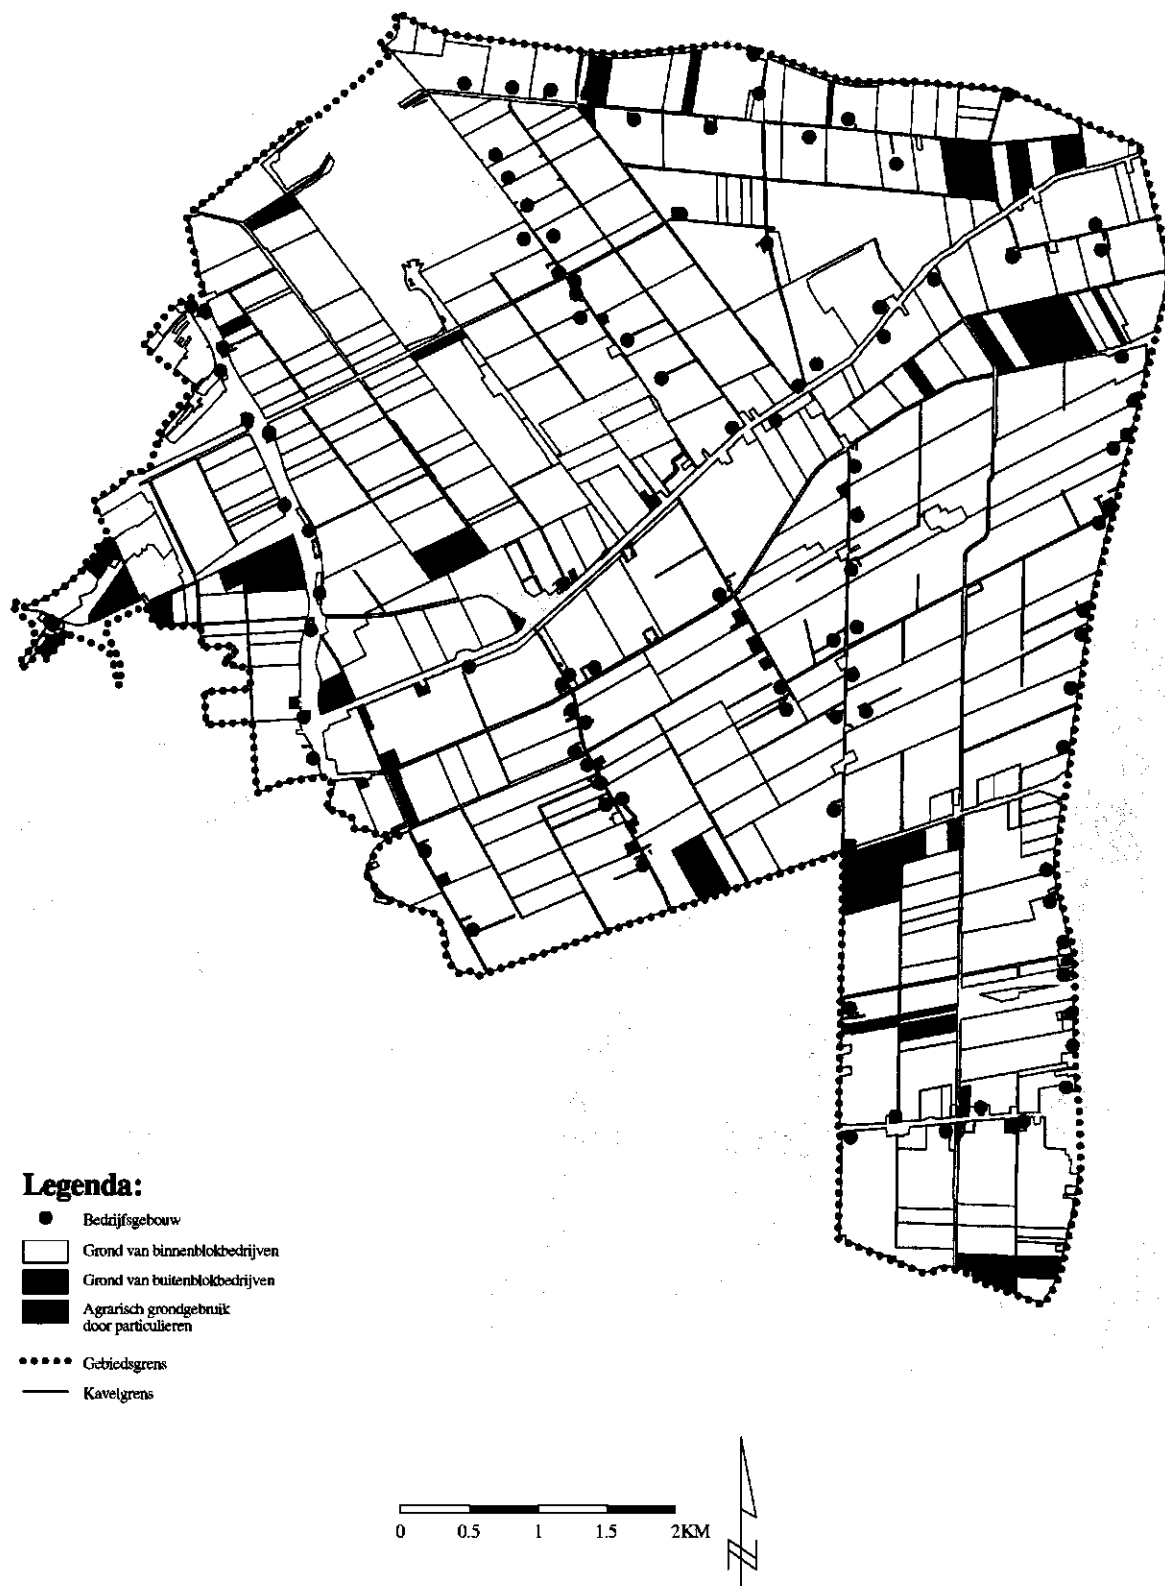 Legenda:
Bedrijfsgebouw
Grond van binnenblokbedrijven
Grond van buitenblokbedrijven
Agrarisch grondgebruik
door particulieren
Gebiedsgrens
Kavelgrens
0 0.5 1 1.5 2KM
N